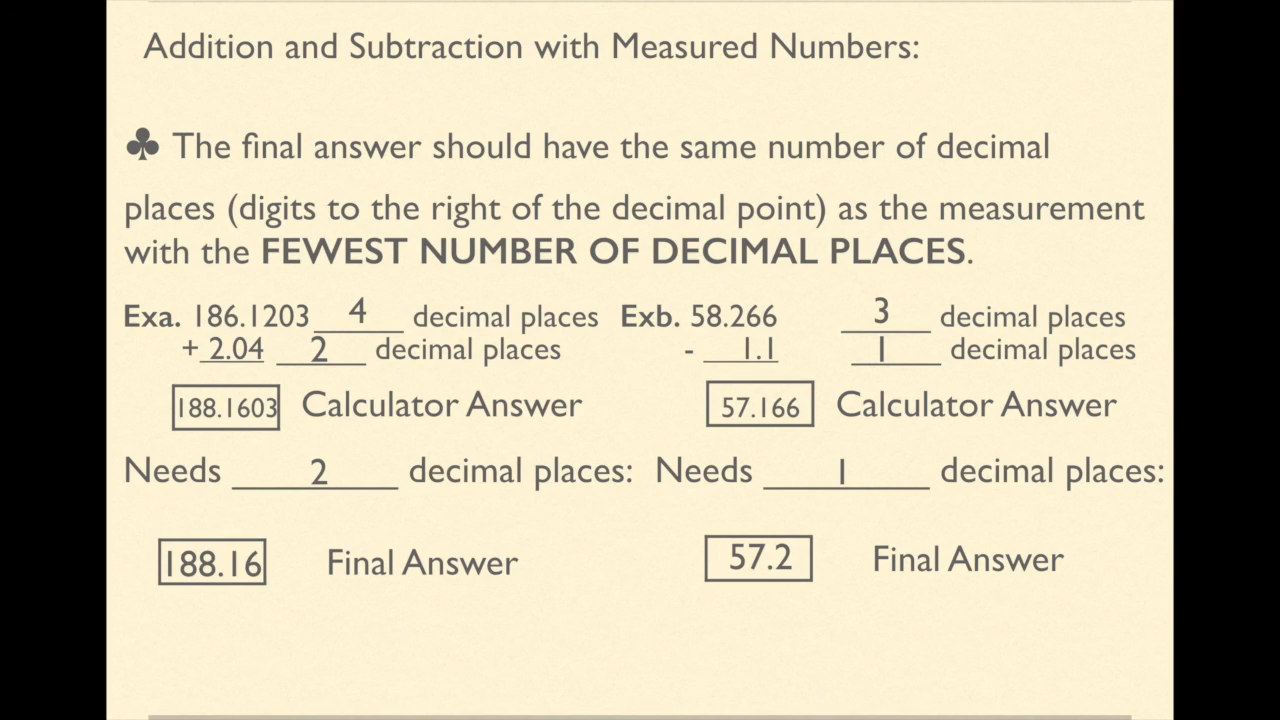 Addition and Subtraction with Measured Numbers:
♣ The final answer should have the same number of decimal
places (digits to the right of the decimal point) as the measurement
with the FEWEST NUMBER OF DECIMAL PLACES.
Exa. 186.1203 4 decimal places Exb. 58.266 3 decimal places
+ 2.04 2 decimal places - 1.1 1 decimal places
188.1603 Calculator Answer 57.166 Calculator Answer
Needs 2 decimal places: Needs 1 decimal places:
188.16 Final Answer 57.2 Final Answer